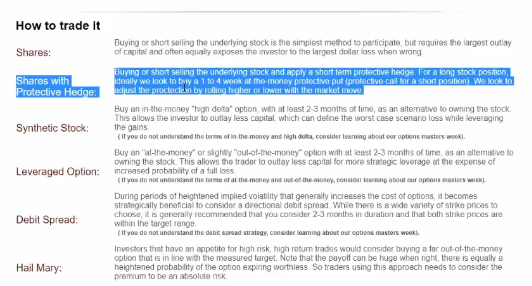 How to trade it
Shares:
Buying or short selling the underlying stock is the simplest method to participate, but requires the largest outlay
of capital and often equally exposes the investor to the largest dollar loss when wrong.
Shares with
Protective Hedge:
Buying or short selling the underlying stock and apply a short term protective hedge. For a long stock position,
ideally we look to buy a 1 to 4 week at-the-money protective put (protective call for a short position). We look to
adjust the proctection by rolling higher or lower with the market move.
Synthetic Stock:
Buy an in-the-money "high delta" option, with at least 2-3 months of time, as an alternative to owning the stock.
This allows the investor to outlay less capital, which can define the worst case scenario loss while leveraging
the gains.
( if you do not understand the terms of in-the-money and high delta, consider learning about our options masters week).
Leveraged Option:
Buy an "at-the-money" or slightly "out-of-the-money" option with at least 2-3 months of time, as an alternative to
owning the stock. This allows the trader to outlay less capital for more strategic leverage at the expense of
increased probability of a full loss.
( if you do not understand the terms of at-the-money and out-of-the-money, consider learning about our options masters week).
Debit Spread:
During periods of heightened implied volatility that generally increases the cost of options, it becomes
strategically beneficial to consider a directional debit spread. While there is a wide variety of strike prices to
choose, it is generally recommended that you consider 2-3 months in duration and that both strike prices are
within the target range.
( if you do not understand the debit spread strategy, consider learning about our options masters week).
Hail Mary:
Investors that have an appetite for high risk, high return trades would consider buying a far out-of-the-money
option that is in line with the measured target. Note that the payoff can be huge when right, there is equally a
heightened probability of the option expiring worthless. So traders using this approach needs to consider the
premium to be an absolute risk.